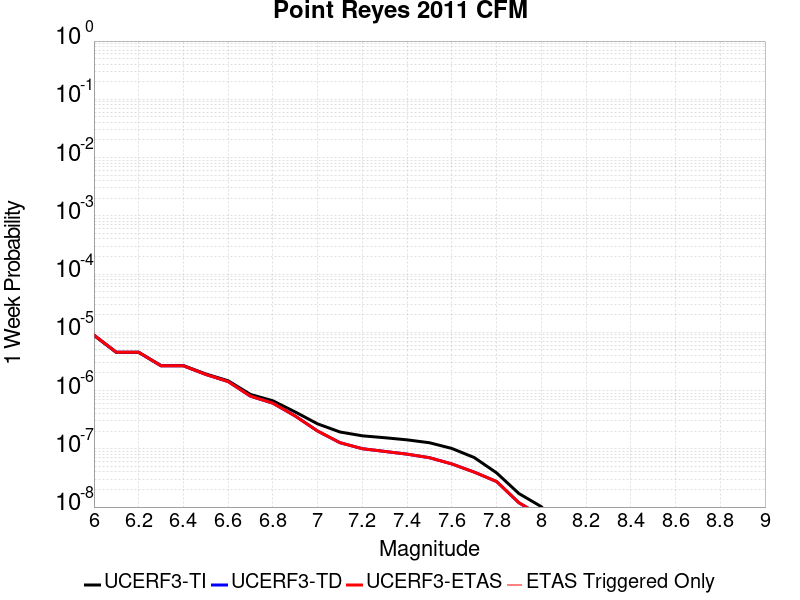 Point Reyes 2011 CFM
10^0
10^-1
10^-2
10^-3
10^-4
10^-5
10^-6
10^-7
10^-8
1 Week Probability
6 6.2 6.4 6.6 6.8 7 7.2 7.4 7.6 7.8 8 8.2 8.4 8.6 8.8 9
Magnitude
UCERF3-TI UCERF3-TD UCERF3-ETAS ETAS Triggered Only